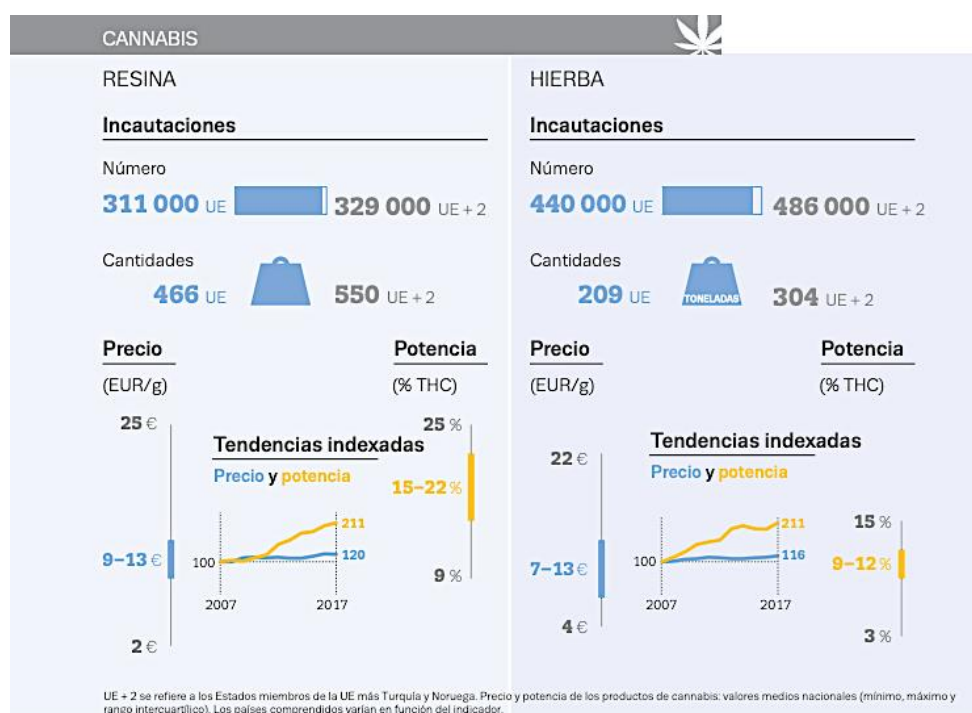 CANNABIS
RESINA
Incautaciones
Número
311 000 UE
329 000 UE + 2
Cantidades
466 UE
550 UE + 2
Precio
Potencia
(EUR/g)
(% THC)
25 €
25 %
Tendencias indexadas
Precio y potencia
15–22 %
211
9–13 €
100
120
9 %
2007
2017
2 €
HIERBA
Incautaciones
Número
440 000 UE
486 000 UE + 2
Cantidades
209 UE
TONELADAS
304 UE + 2
Precio
Potencia
(EUR/g)
(% THC)
22 €
Tendencias indexadas
Precio y potencia
211
15 %
7–13 €
100
116
9–12 %
2007
2017
4 €
3 %
UE + 2 se refiere a los Estados miembros de la UE más Turquía y Noruega. Precio y potencia de los productos de cannabis: valores medios nacionales (mínimo, máximo y
rango intercuartílico). Los países comprendidos varían en función del indicador.